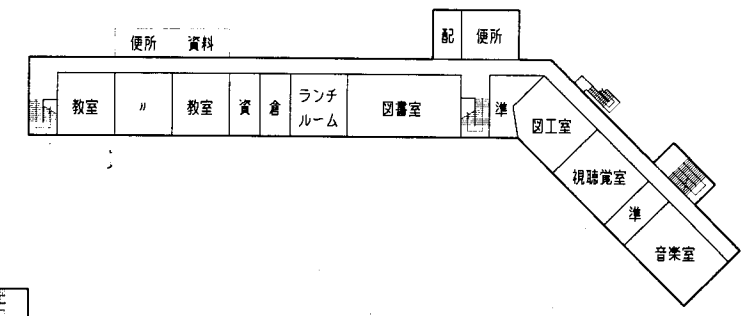 配 便所
便所 資料
教室 〃 教室 資 倉 ランチ
ルーム
図書室 準 図工室
視聴覚室
準
音楽室